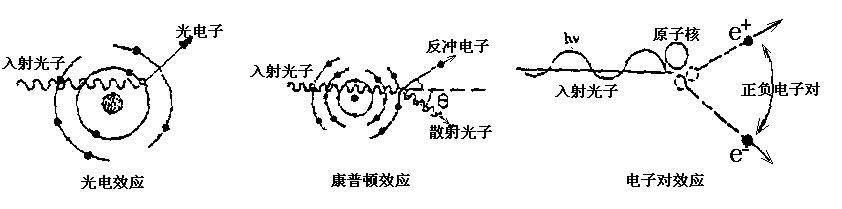 光电子
入射光子
光电效应
反冲电子
入射光子
θ
散射光子
康普顿效应
hν
原子核
e+
入射光子
正负电子对
e-
电子对效应